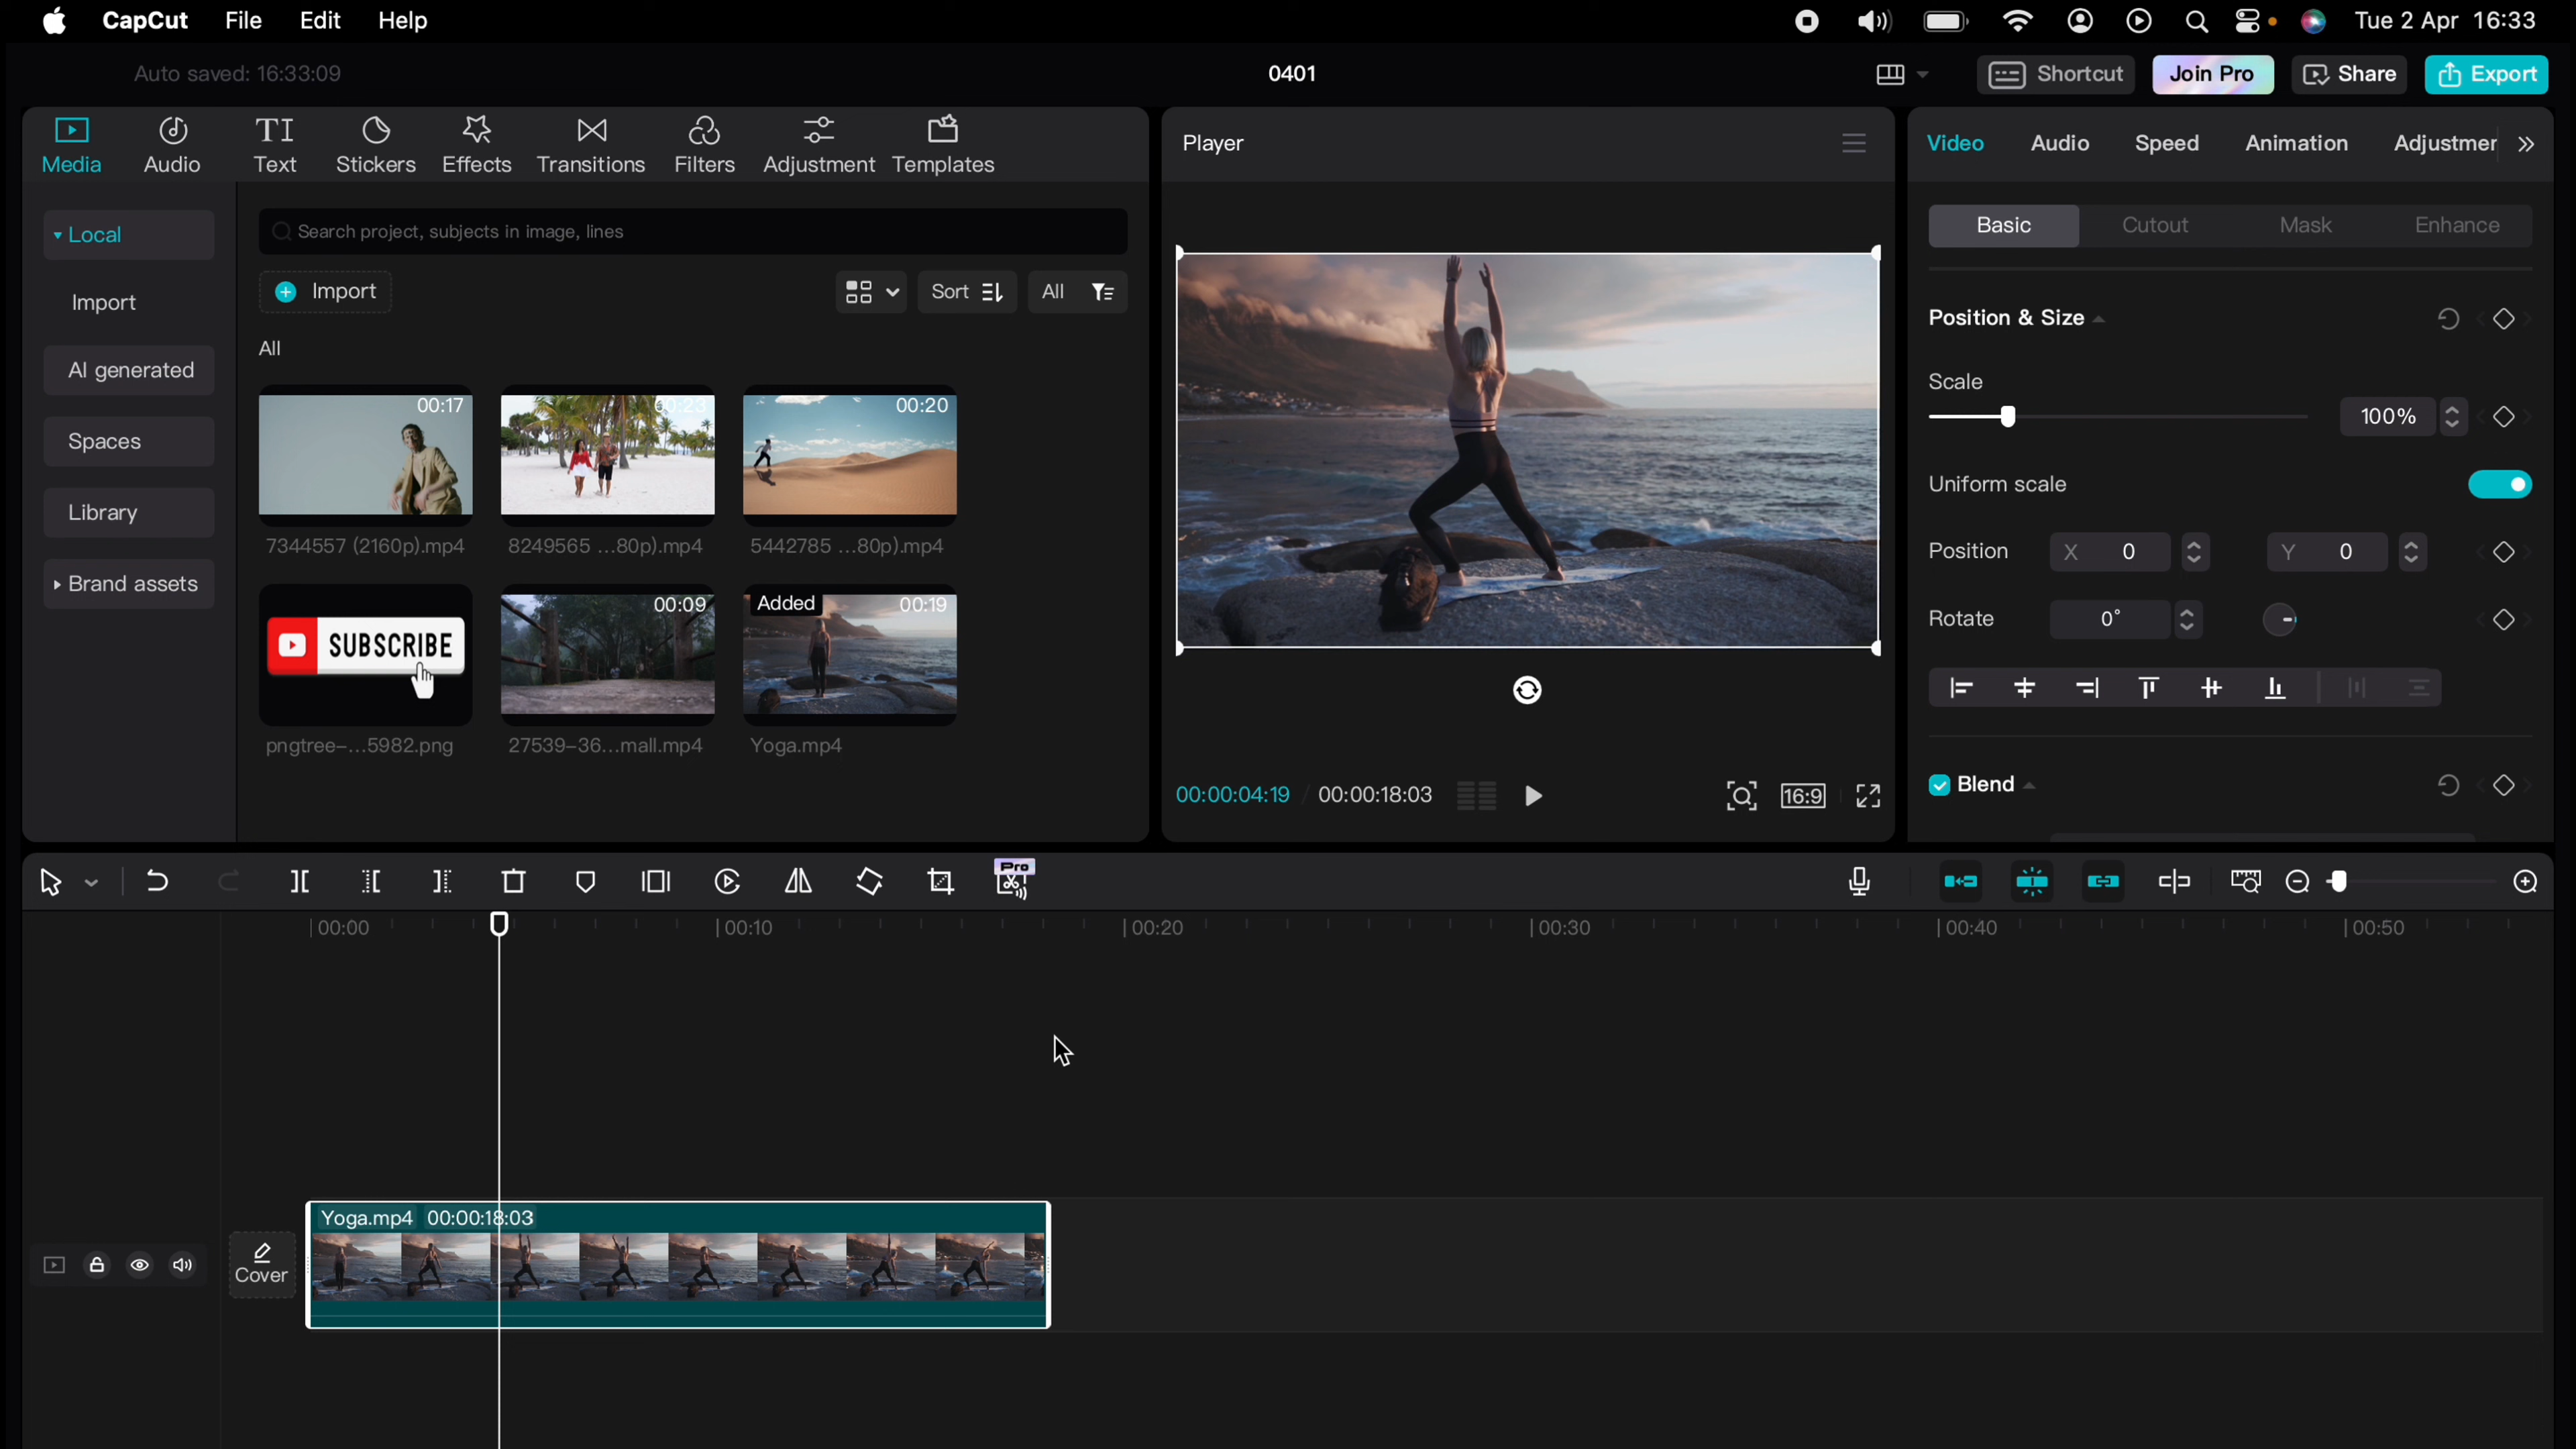 CapCut File Edit Help Tue 2 Apr 16:33
Auto saved: 16:33:09 0401 Shortcut Join Pro Share Export
Media Audio TI Text Stickers Effects Transitions Filters Adjustment Templates
Player
Video Audio Speed Animation Adjustmer
Local
Import
AI generated
Spaces
Library
Brand assets
Search project, subjects in image, lines
Import Sort All
All
00:17 00:23 00:20
7344557 (2160p).mp4 8249565 ...80p).mp4 5442785 ...80p).mp4
SUBSCRIBE 00:09 Added 00:19
pngtree-...5982.png 27539-36...mall.mp4 Yoga.mp4
00:00:04:19 / 00:00:18:03 16:9
Basic Cutout Mask Enhance
Position & Size
Scale
100%
Uniform scale
Position X 0 Y 0
Rotate 0°
Blend
Pro
00:00 00:10 00:20 00:30 00:40 00:50
Yoga.mp4 00:00:18:03
Cover